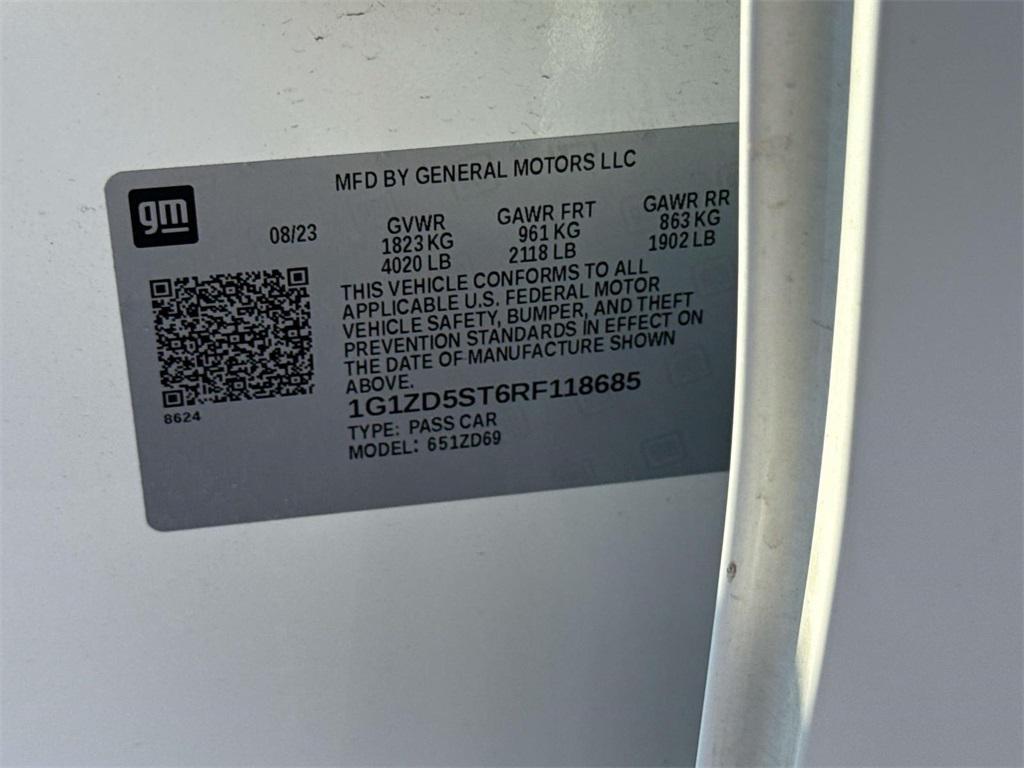 MFD BY GENERAL MOTORS LLC
gm
08/23
GVWR
1823 KG
4020 LB
GAWR FRT
961 KG
2118 LB
GAWR RR
863 KG
1902 LB
THIS VEHICLE CONFORMS TO ALL
APPLICABLE U.S. FEDERAL MOTOR
VEHICLE SAFETY, BUMPER, AND THEFT
PREVENTION STANDARDS IN EFFECT ON
THE DATE OF MANUFACTURE SHOWN
ABOVE.
1G1ZD5ST6RF118685
TYPE: PASS CAR
MODEL: 651ZD69
8624